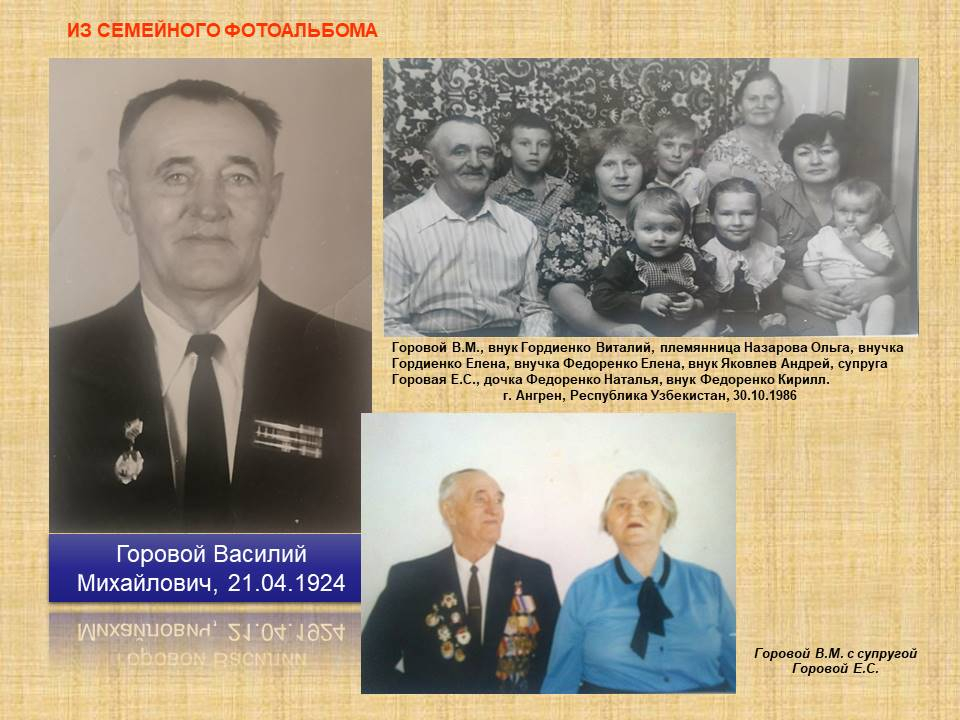 ИЗ СЕМЕЙНОГО ФОТОАЛЬБОМА
Горовой В.М., внук Гордиенко Виталий, племянница Назарова Ольга, внучка
Гордиенко Елена, внучка Федоренко Елена, внук Яковлев Андрей, супруга
Горовая Е.С., дочка Федоренко Наталья, внук Федоренко Кирилл.
г. Ангрен, Республика Узбекистан, 30.10.1986
Горовой Василий
Михайлович, 21.04.1924
Горовой В.М. с супругой
Горовой Е.С.